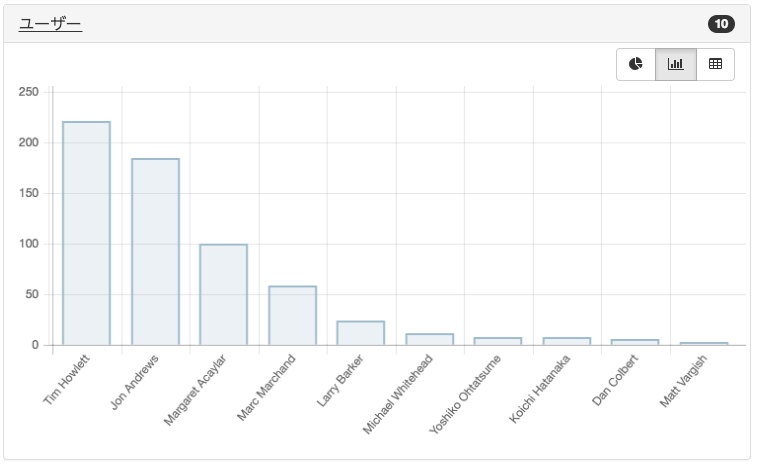 ユーザー
10
250
200
150
100
50
0
Tim Howlett
Jon Andrews
Margaret Acaylar
Marc Marchand
Larry Barker
Michael Whitehead
Yoshiko Ohtatsume
Koichi Hatanaka
Dan Colbert
Matt Vargish